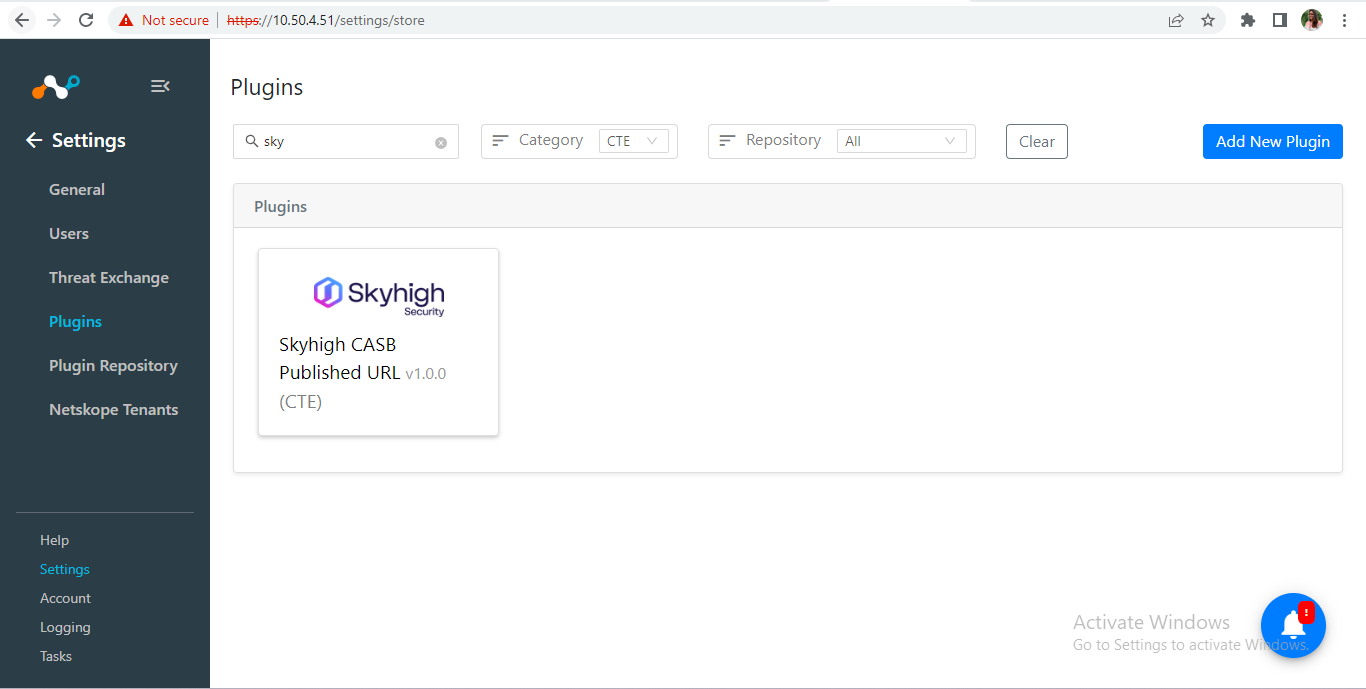 Not secure https://10.50.4.51/settings/store
Settings
General
Users
Threat Exchange
Plugins
Plugin Repository
Netskope Tenants
Help
Settings
Account
Logging
Tasks
Plugins
sky Category CTE Repository All Clear Add New Plugin
Plugins
Skyhigh
Security
Skyhigh CASB
Published URL v1.0.0
(CTE)
Activate Windows
Go to Settings to activate Windows.
!